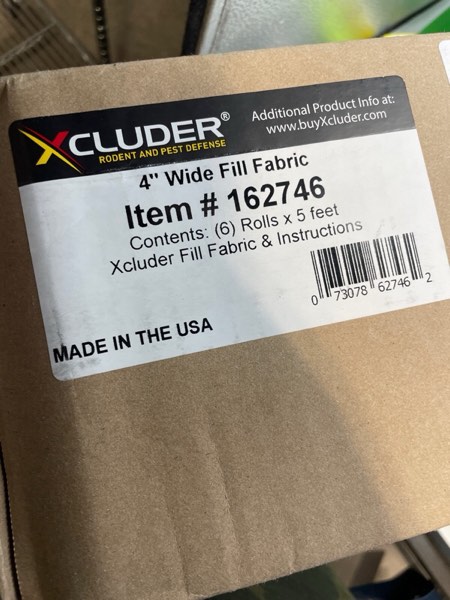 XCLUDER®
RODENT AND PEST DEFENSE
Additional Product Info at:
www.buyXcluder.com
4" Wide Fill Fabric
Item # 162746
Contents: (6) Rolls x 5 feet
Xcluder Fill Fabric & Instructions
0 73078 62746 2
MADE IN THE USA